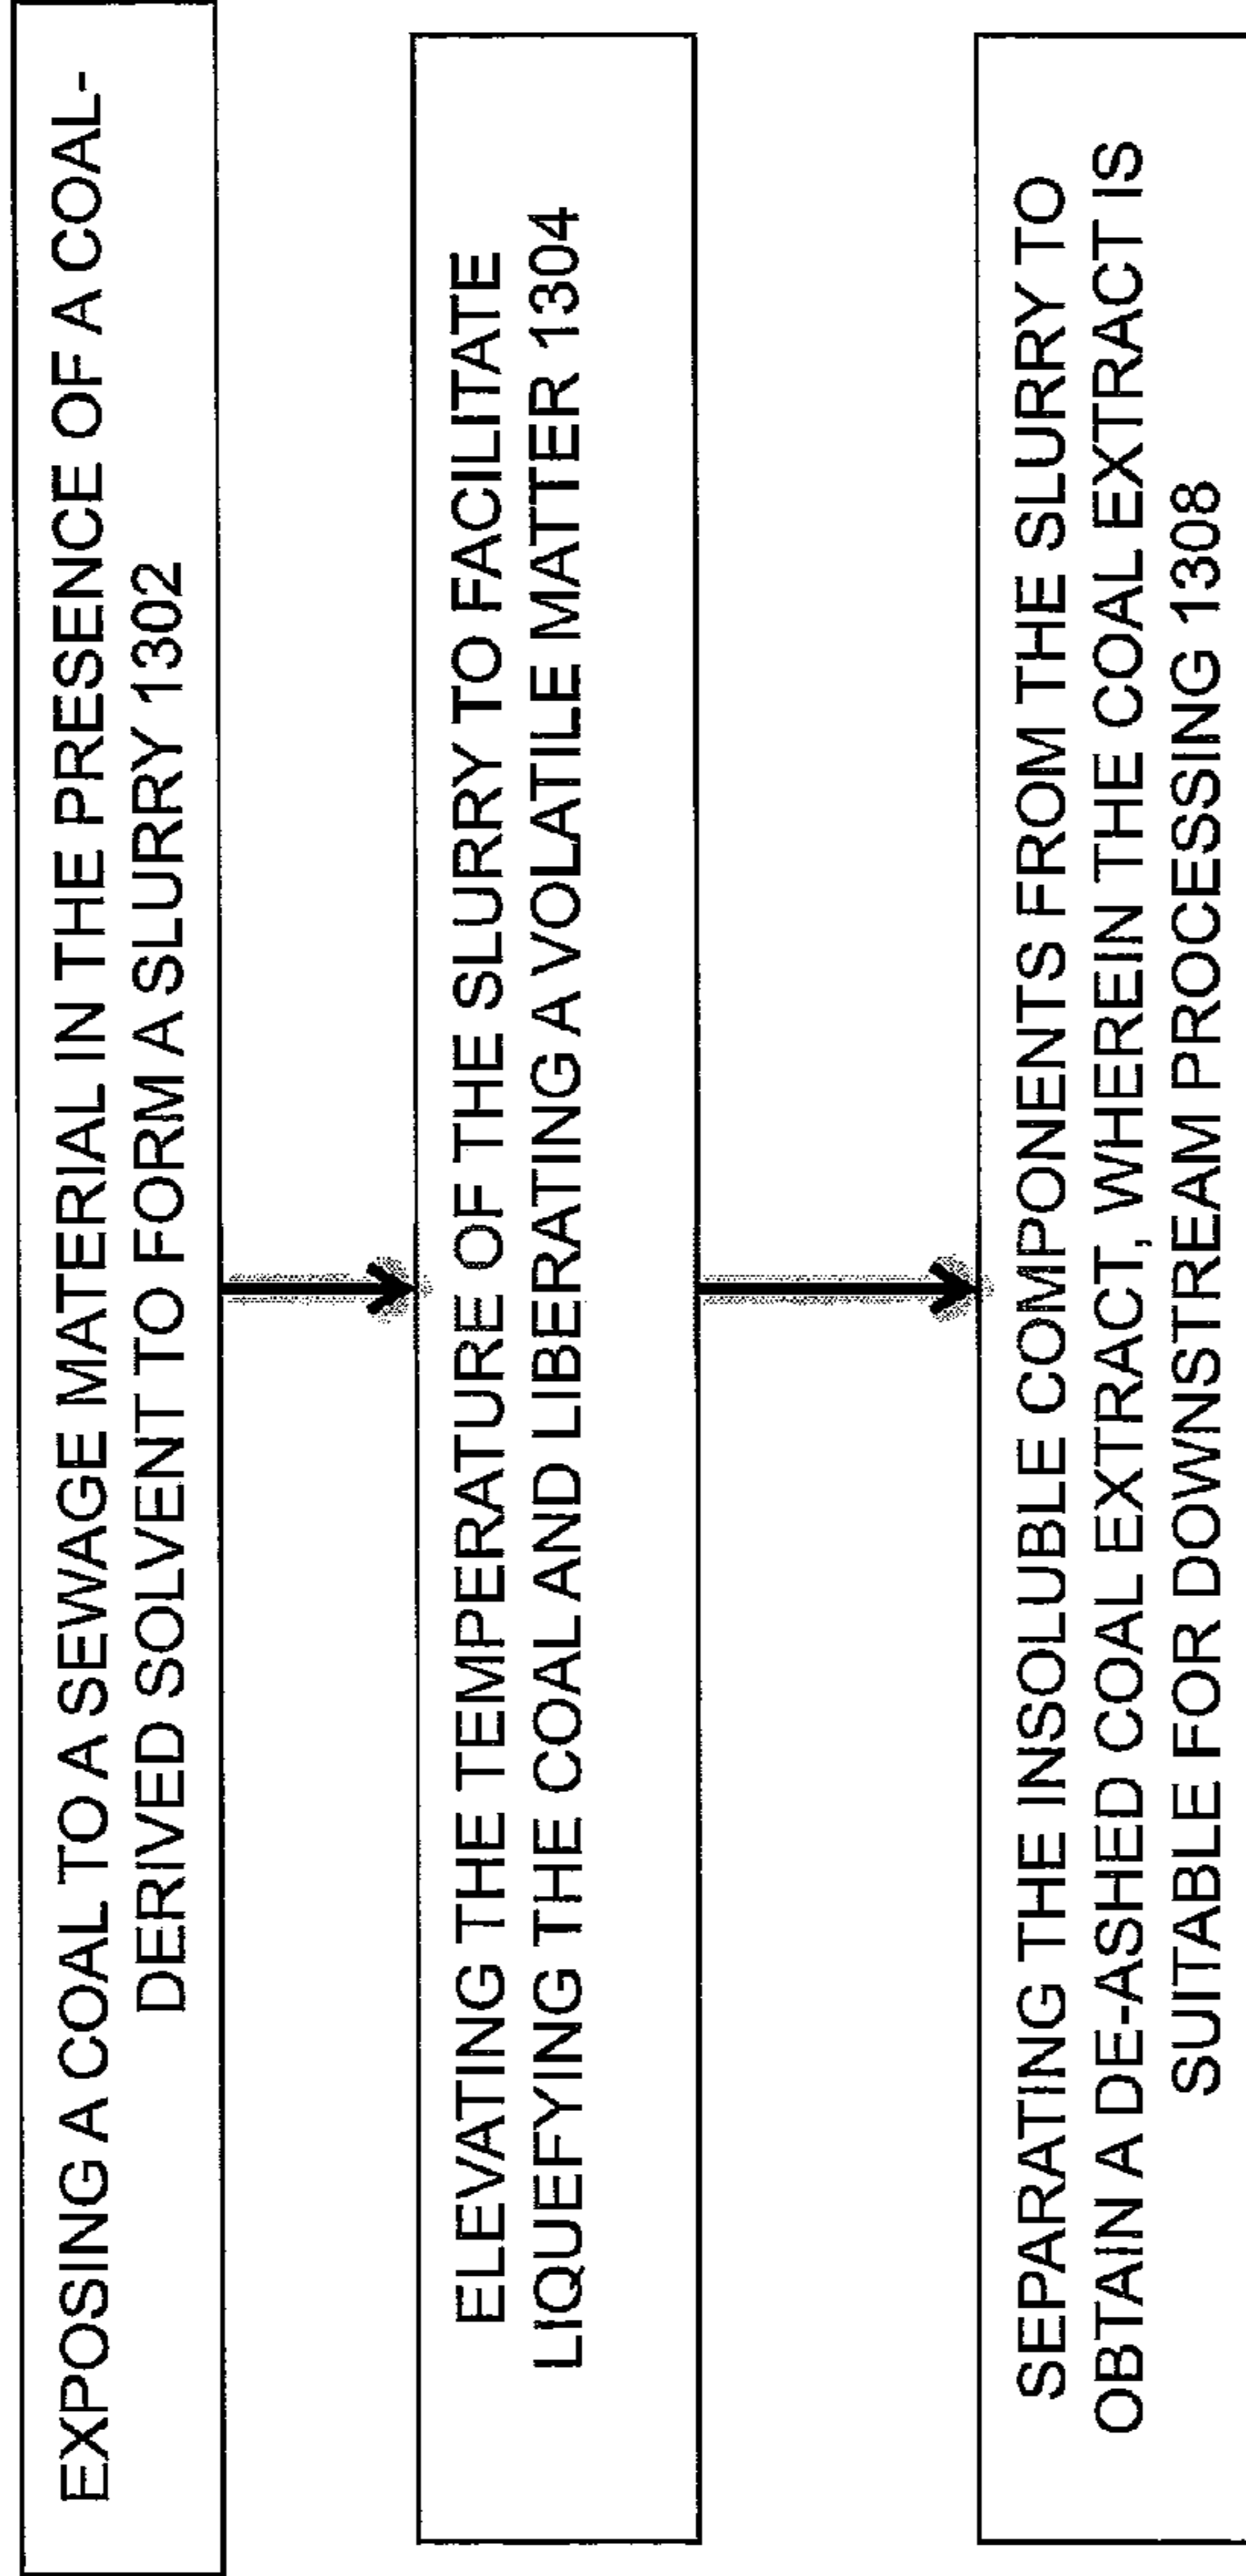 EXPOSING A COAL TO A SEWAGE MATERIAL IN THE PRESENCE OF A COAL-
DERIVED SOLVENT TO FORM A SLURRY 1302
ELEVATING THE TEMPERATURE OF THE SLURRY TO FACILITATE
LIQUEFYING THE COAL AND LIBERATING A VOLATILE MATTER 1304
SEPARATING THE INSOLUBLE COMPONENTS FROM THE SLURRY TO
OBTAIN A DE-ASHED COAL EXTRACT, WHEREIN THE COAL EXTRACT IS
SUITABLE FOR DOWNSTREAM PROCESSING 1308